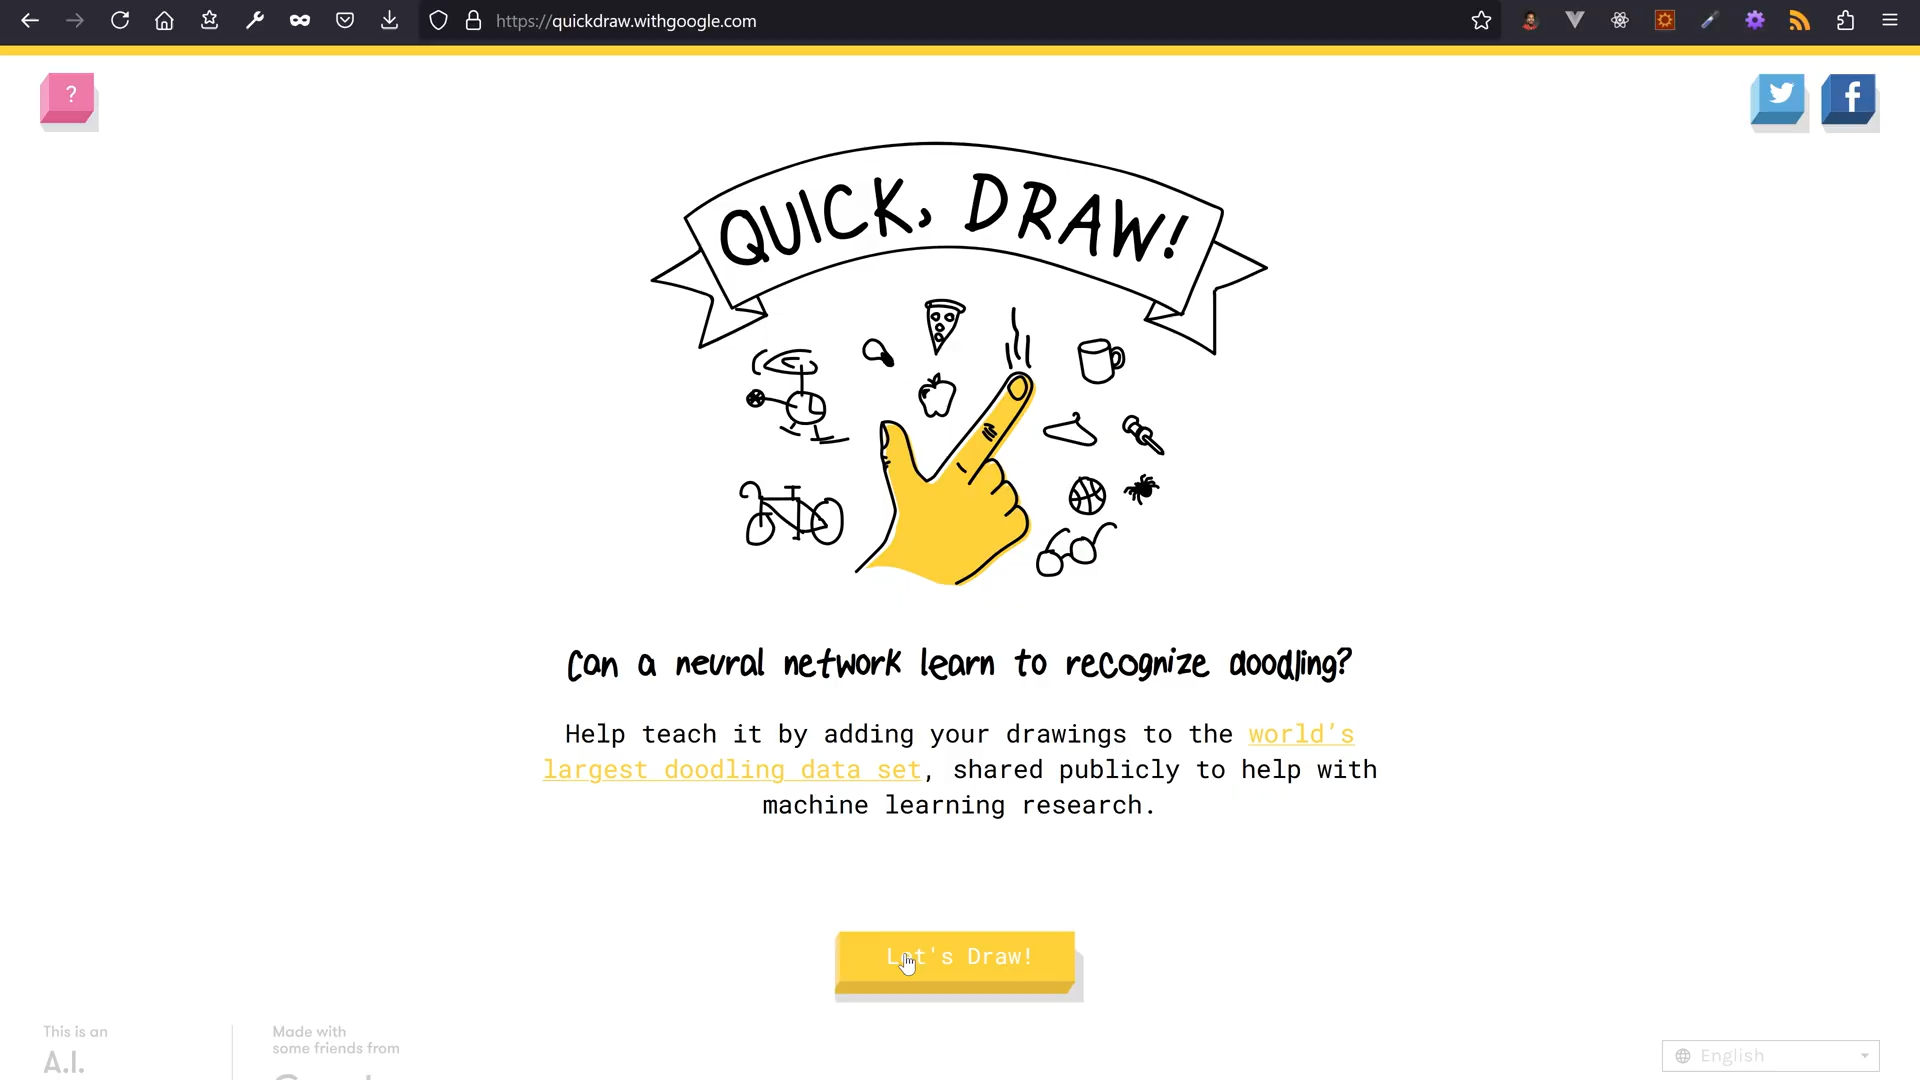 https://quickdraw.withgoogle.com
?
QUICK, DRAW!
Can a neural network learn to recognize doodling?
Help teach it by adding your drawings to the world's
largest doodling data set, shared publicly to help with
machine learning research.
Let's Draw!
This is an
A.I.
Made with
some friends from
English